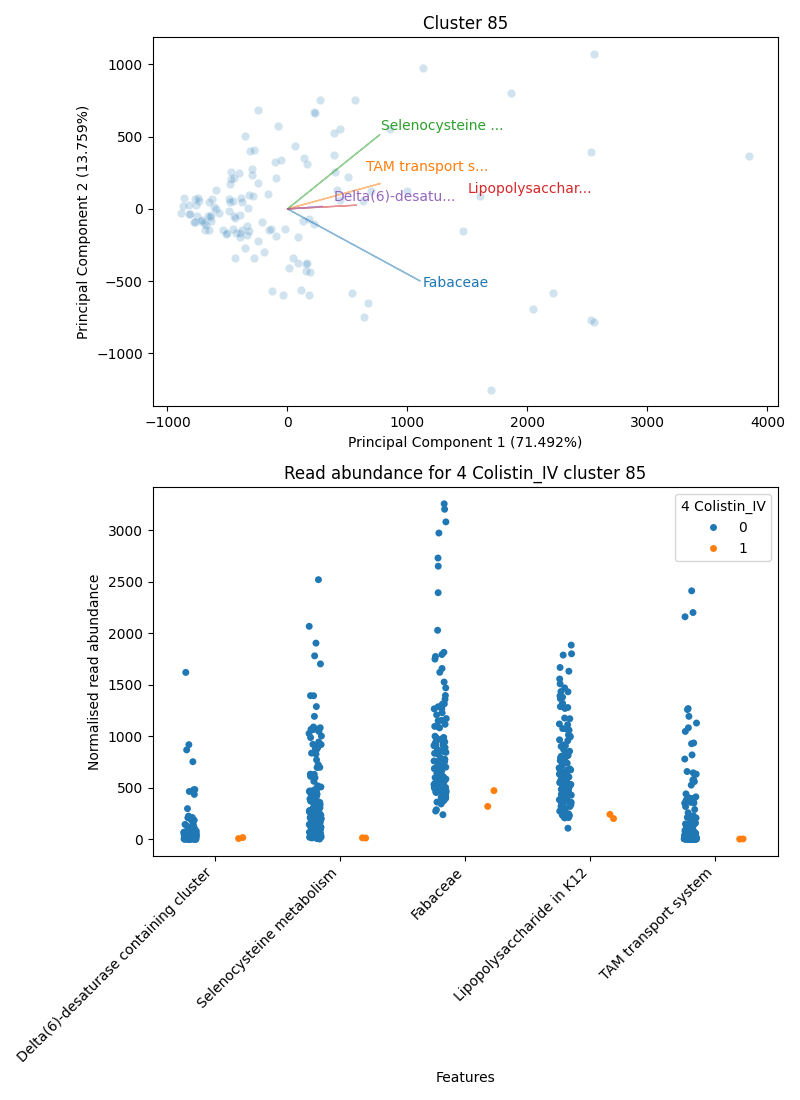 Cluster 85
1000
500
0
−500
−1000
Principal Component 2 (13.759%)
Selenocysteine ...
TAM transport s...
Lipopolysacchar...
Delta(6)-desatu...
Fabaceae
−1000 0 1000 2000 3000 4000
Principal Component 1 (71.492%)
Read abundance for 4 Colistin_IV cluster 85
4 Colistin_IV
0
1
3000
2500
2000
1500
1000
500
0
Normalised read abundance
Delta(6)-desaturase containing cluster
Selenocysteine metabolism
Fabaceae
Lipopolysaccharide in K12
TAM transport system
Features